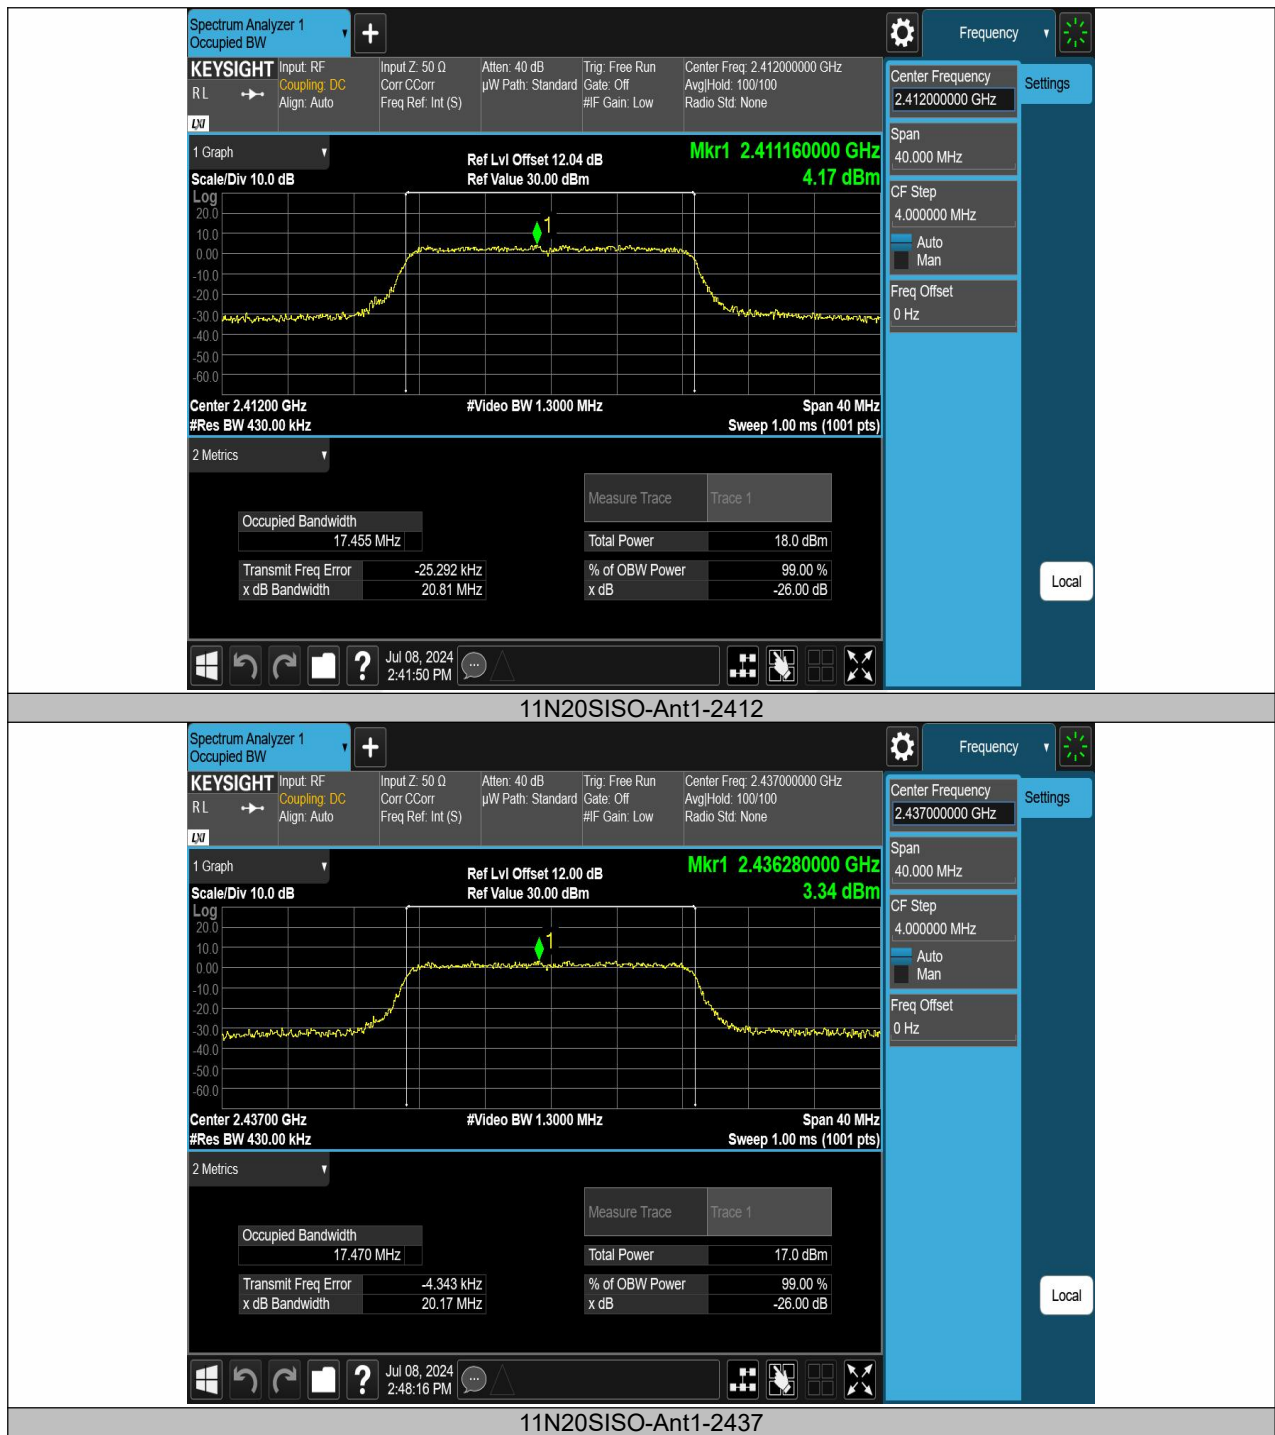 Spectrum Analyzer 1
Occupied BW
+
Frequency
KEYSIGHT
R L
LXI
Input: RF
Coupling: DC
Align: Auto
Input Z: 50 Ω
Corr CCorr
Freq Ref: Int (S)
Atten: 40 dB
µW Path: Standard
Trig: Free Run
Gate: Off
#IF Gain: Low
Center Freq: 2.412000000 GHz
Avg|Hold: 100/100
Radio Std: None
Center Frequency
2.412000000 GHz
Settings
Span
40.000 MHz
CF Step
4.000000 MHz
Auto
Man
Freq Offset
0 Hz
Local
1 Graph
Scale/Div 10.0 dB
Ref Lvl Offset 12.04 dB
Ref Value 30.00 dBm
Mkr1 2.411160000 GHz
4.17 dBm
Log
20.0
10.0
0.00
-10.0
-20.0
-30.0
-40.0
-50.0
-60.0
1
Center 2.41200 GHz
#Video BW 1.3000 MHz
Span 40 MHz
#Res BW 430.00 kHz
Sweep 1.00 ms (1001 pts)
2 Metrics
Measure Trace Trace 1
Occupied Bandwidth
17.455 MHz
Total Power 18.0 dBm
Transmit Freq Error -25.292 kHz
% of OBW Power 99.00 %
x dB Bandwidth 20.81 MHz
x dB -26.00 dB
?
Jul 08, 2024
2:41:50 PM
11N20SISO-Ant1-2412
Spectrum Analyzer 1
Occupied BW
+
Frequency
KEYSIGHT
R L
LXI
Input: RF
Coupling: DC
Align: Auto
Input Z: 50 Ω
Corr CCorr
Freq Ref: Int (S)
Atten: 40 dB
µW Path: Standard
Trig: Free Run
Gate: Off
#IF Gain: Low
Center Freq: 2.437000000 GHz
Avg|Hold: 100/100
Radio Std: None
Center Frequency
2.437000000 GHz
Settings
Span
40.000 MHz
CF Step
4.000000 MHz
Auto
Man
Freq Offset
0 Hz
Local
1 Graph
Scale/Div 10.0 dB
Ref Lvl Offset 12.00 dB
Ref Value 30.00 dBm
Mkr1 2.436280000 GHz
3.34 dBm
Log
20.0
10.0
0.00
-10.0
-20.0
-30.0
-40.0
-50.0
-60.0
1
Center 2.43700 GHz
#Video BW 1.3000 MHz
Span 40 MHz
#Res BW 430.00 kHz
Sweep 1.00 ms (1001 pts)
2 Metrics
Measure Trace Trace 1
Occupied Bandwidth
17.470 MHz
Total Power 17.0 dBm
Transmit Freq Error -4.343 kHz
% of OBW Power 99.00 %
x dB Bandwidth 20.17 MHz
x dB -26.00 dB
?
Jul 08, 2024
2:48:16 PM
11N20SISO-Ant1-2437